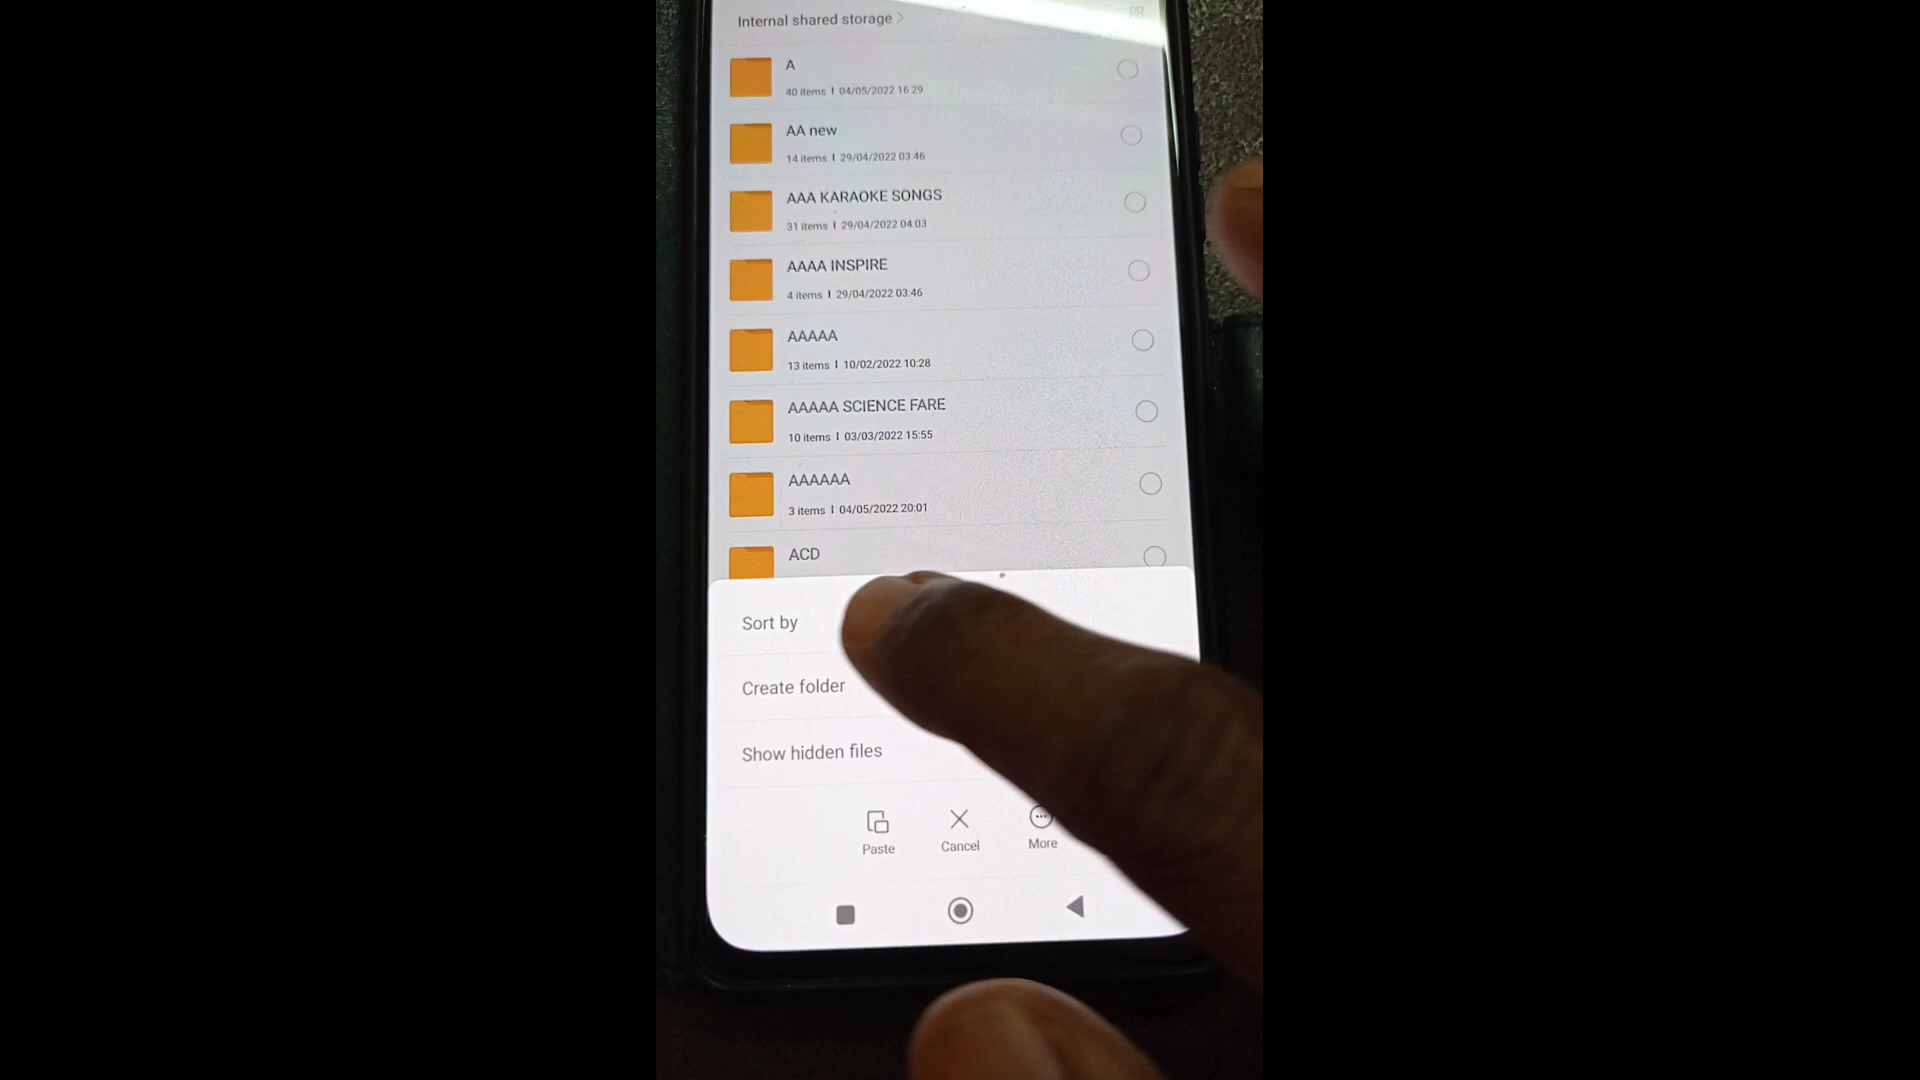 Internal shared storage >
A
40 items | 04/05/2022 16:29
AA new
14 items | 29/04/2022 03:46
AAA KARAOKE SONGS
31 items | 29/04/2022 04:03
AAAA INSPIRE
4 items | 29/04/2022 03:46
AAAAA
13 items | 10/02/2022 10:28
AAAAA SCIENCE FARE
10 items | 03/03/2022 15:55
AAAAAA
3 items | 04/05/2022 20:01
ACD
Sort by
Create folder
Show hidden files
Paste
Cancel
More